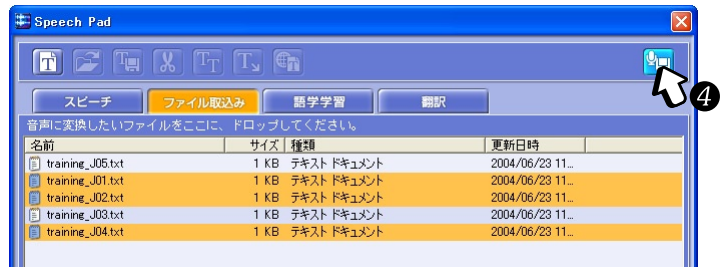 Speech Pad
スピーチ ファイル取込み 語学学習 翻訳
4
音声に変換したいファイルをここに、ドロップしてください。
名前 サイズ 種類 更新日時
training_J05.txt 1 KB テキスト ドキュメント 2004/06/23 11...
training_J01.txt 1 KB テキスト ドキュメント 2004/06/23 11...
training_J02.txt 1 KB テキスト ドキュメント 2004/06/23 11...
training_J03.txt 1 KB テキスト ドキュメント 2004/06/23 11...
training_J04.txt 1 KB テキスト ドキュメント 2004/06/23 11...